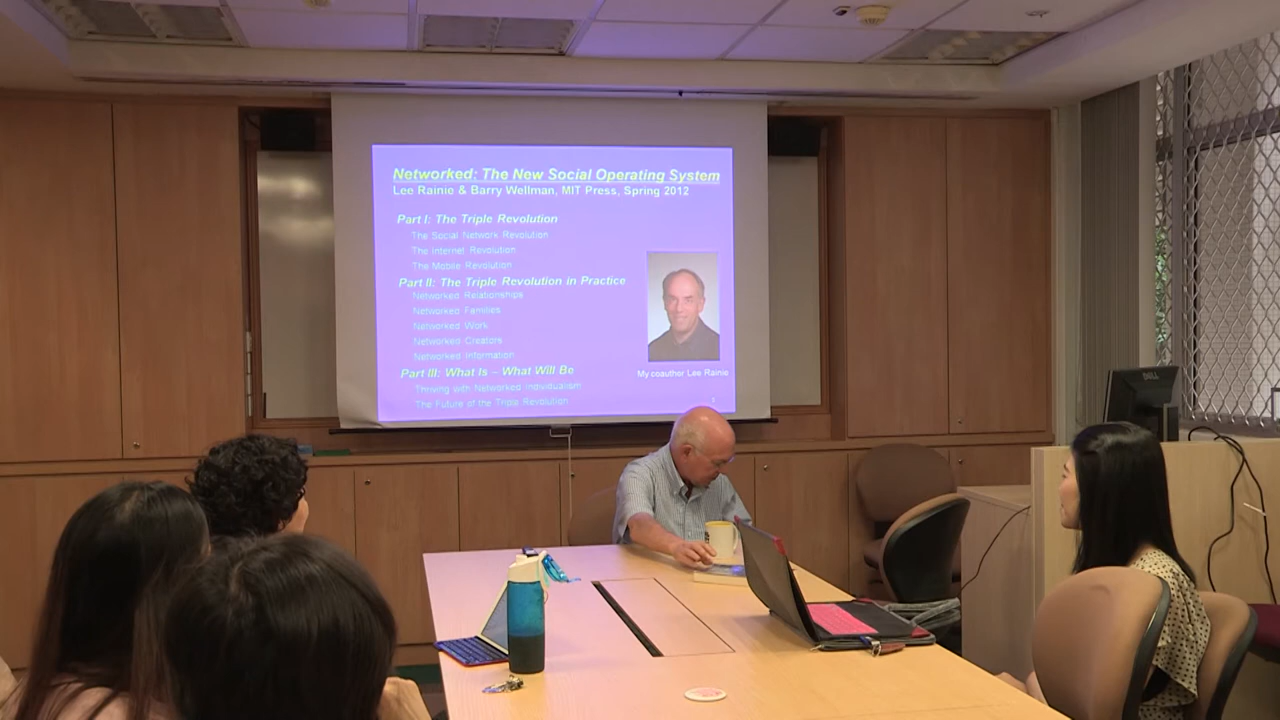 Networked: The New Social Operating System
Lee Rainie & Barry Wellman, MIT Press, Spring 2012
Part I: The Triple Revolution
The Social Network Revolution
The Internet Revolution
The Mobile Revolution
Part II: The Triple Revolution in Practice
Networked Relationships
Networked Families
Networked Work
Networked Creators
Networked Information
Part III: What Is – What Will Be
Thriving with Networked Individualism
The Future of the Triple Revolution
My coauthor Lee Rainie
DELL